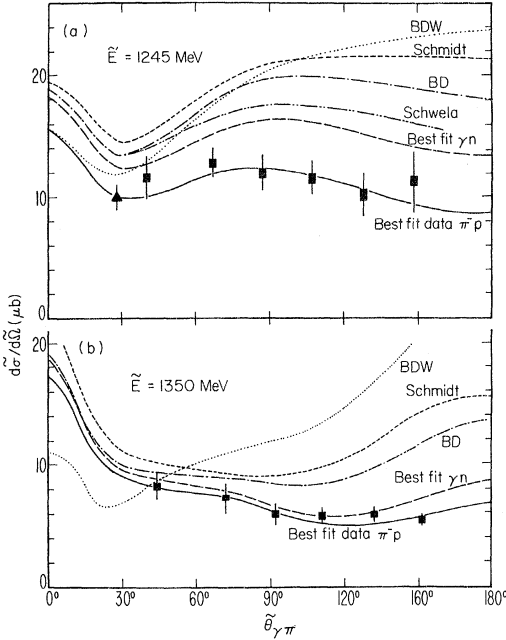 (a)
Ẽ = 1245 MeV
BDW
Schmidt
BD
Schwela
Best fit γn
Best fit data π⁻p
20
10
0
dσ̃/dΩ̃ (μb)
(b)
Ẽ = 1350 MeV
BDW
Schmidt
BD
Best fit γn
Best fit data π⁻p
20
10
0
0° 30° 60° 90° 120° 150° 180°
θ̃γπ